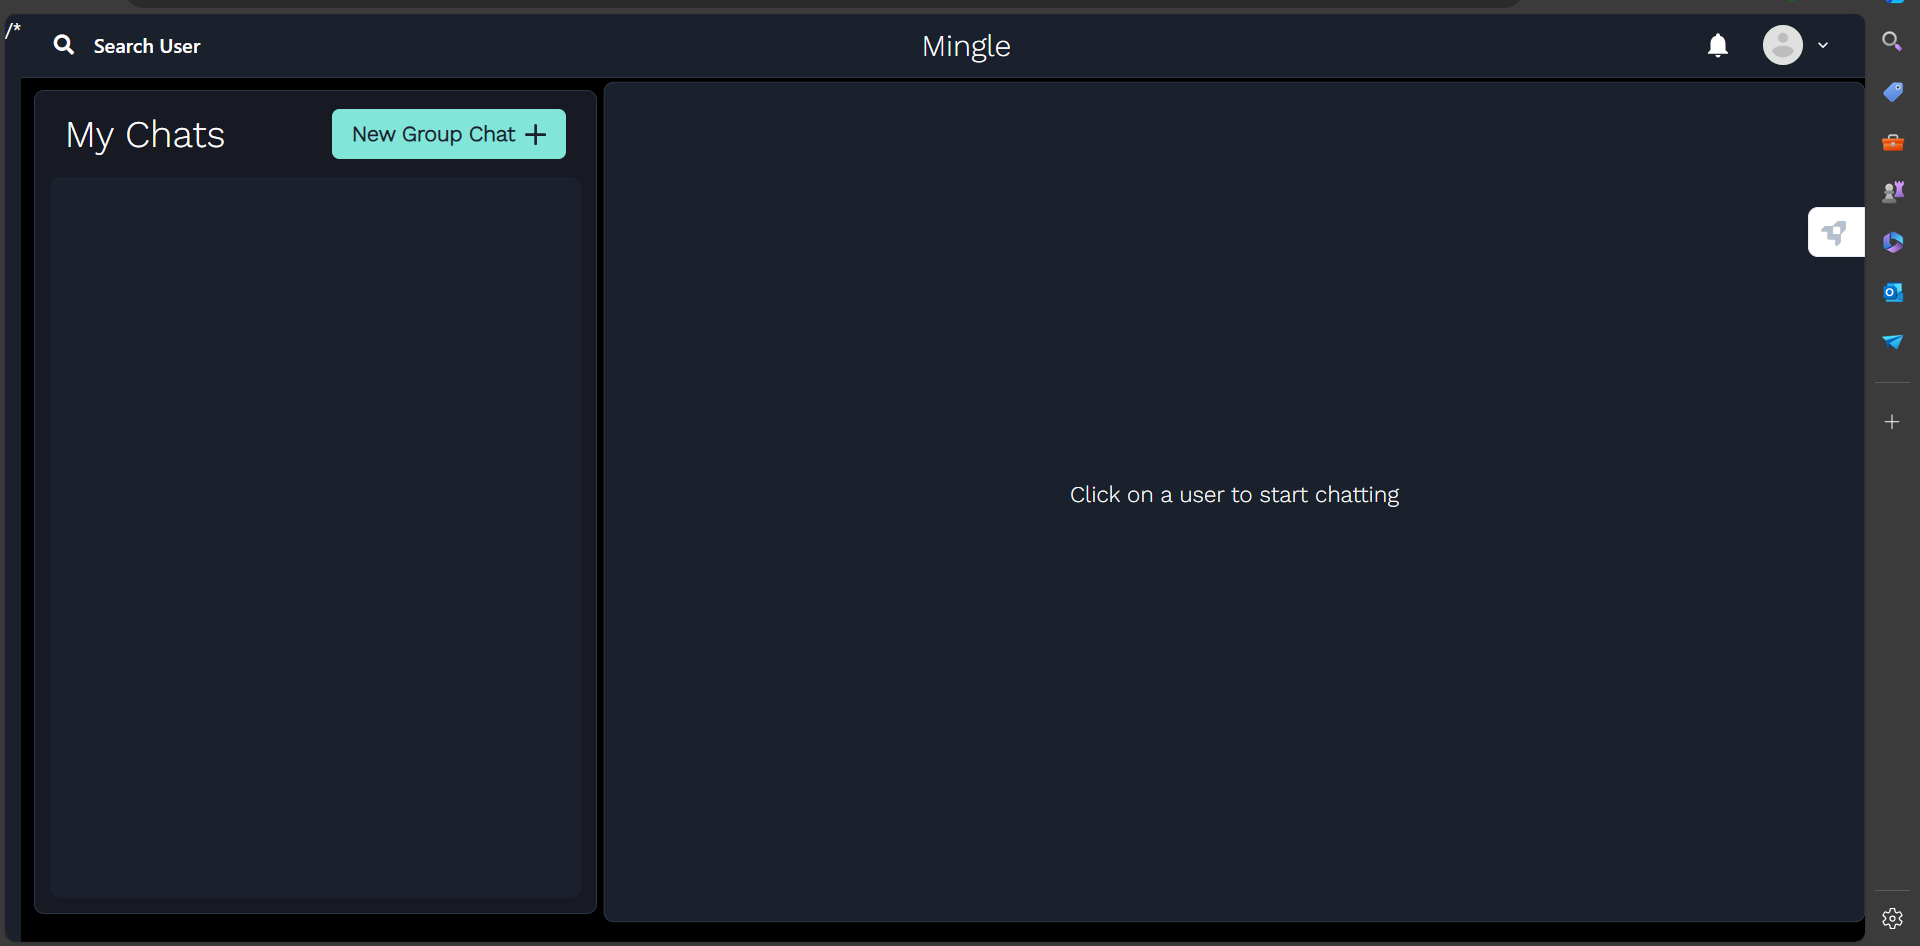 /*
Search User
Mingle
My Chats
New Group Chat +
Click on a user to start chatting